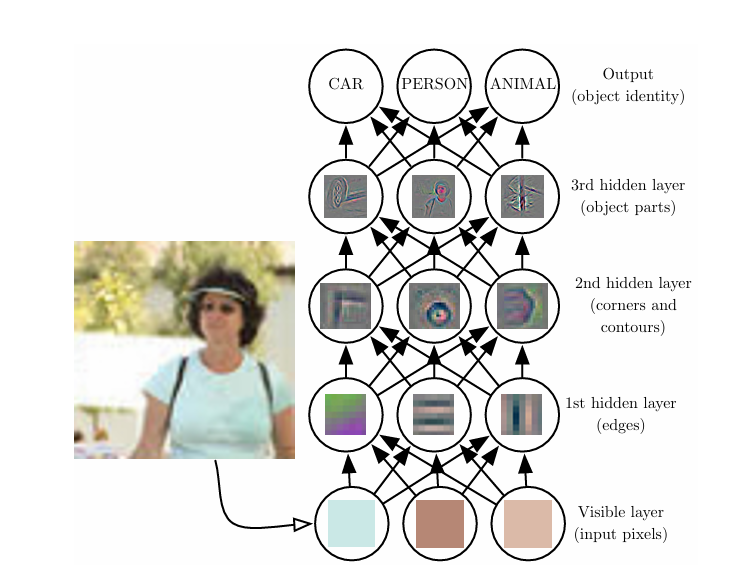 CAR PERSON ANIMAL
Output
(object identity)
3rd hidden layer
(object parts)
2nd hidden layer
(corners and
contours)
1st hidden layer
(edges)
Visible layer
(input pixels)